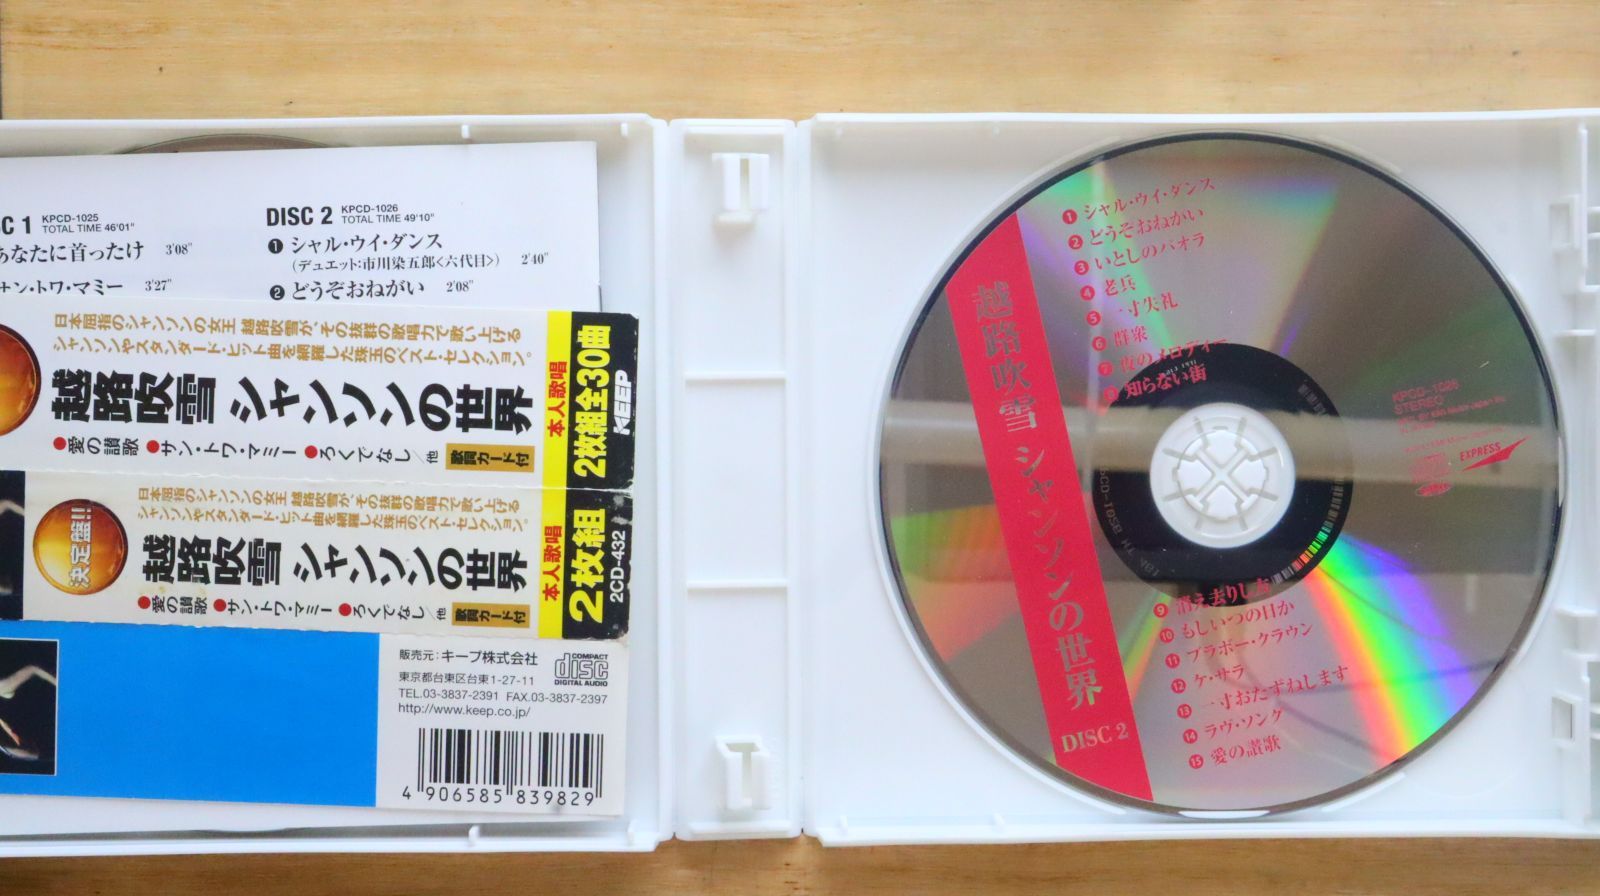 C 1 KPCD-1025
TOTAL TIME 46'01"
あなたに首ったけ 3'08"
サン・トワ・マミー 3'27"
DISC 2 KPCD-1026
TOTAL TIME 49'10"
❶ シャル・ウイ・ダンス
(デュエット:市川染五郎<六代目>) 2'40"
❷ どうぞおねがい 2'08"
日本屈指のシャンソンの女王 越路吹雪が、その抜群の歌唱力で歌い上げる
シャンソンやスタンダード・ヒット曲を網羅した珠玉のベスト・セレクション。
越路吹雪 シャンソンの世界
●愛の讃歌 ●サン・トワ・マミー ●ろくでなし/他 歌詞カード付
本人歌唱
2枚組全30曲
KEEP
決定盤!!
日本屈指のシャンソンの女王 越路吹雪が、その抜群の歌唱力で歌い上げる
シャンソンやスタンダード・ヒット曲を網羅した珠玉のベスト・セレクション。
越路吹雪 シャンソンの世界
●愛の讃歌 ●サン・トワ・マミー ●ろくでなし/他 歌詞カード付
本人歌唱
2枚組
2CD-432
販売元:キープ株式会社
東京都台東区台東1-27-11
TEL.03-3837-2391 FAX.03-3837-2397
http://www.keep.co.jp/
COMPACT
disc
DIGITAL AUDIO
4 906585 839829
越路吹雪 シャンソンの世界
DISC 2
❶ シャル・ウイ・ダンス
❷ どうぞおねがい
❸ いとしのパオラ
❹ 老兵
❺ 一寸失礼
❻ 群衆
❼ 夜のメロディー
❽ 知らない街
❾ 消え去りし友
❿ もしいつの日か
⓫ ブラボー・クラウン
⓬ ケ・サラ
⓭ 一寸おたずねします
⓮ ラヴ・ソング
⓯ 愛の讃歌
KPCD-1026
STEREO
EXPRESS